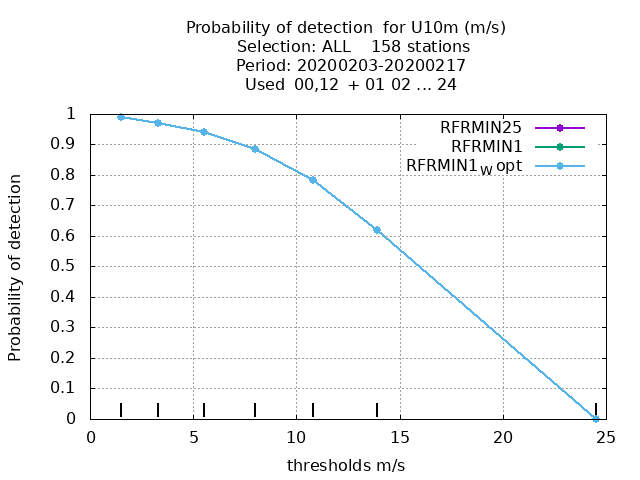 Probability of detection for U10m (m/s)
Selection: ALL 158 stations
Period: 20200203-20200217
Used 00,12 + 01 02 ... 24
1
0.9
0.8
0.7
0.6
0.5
0.4
0.3
0.2
0.1
0
Probability of detection
RFRMIN25
RFRMIN1
RFRMIN1W opt
0 5 10 15 20 25
thresholds m/s